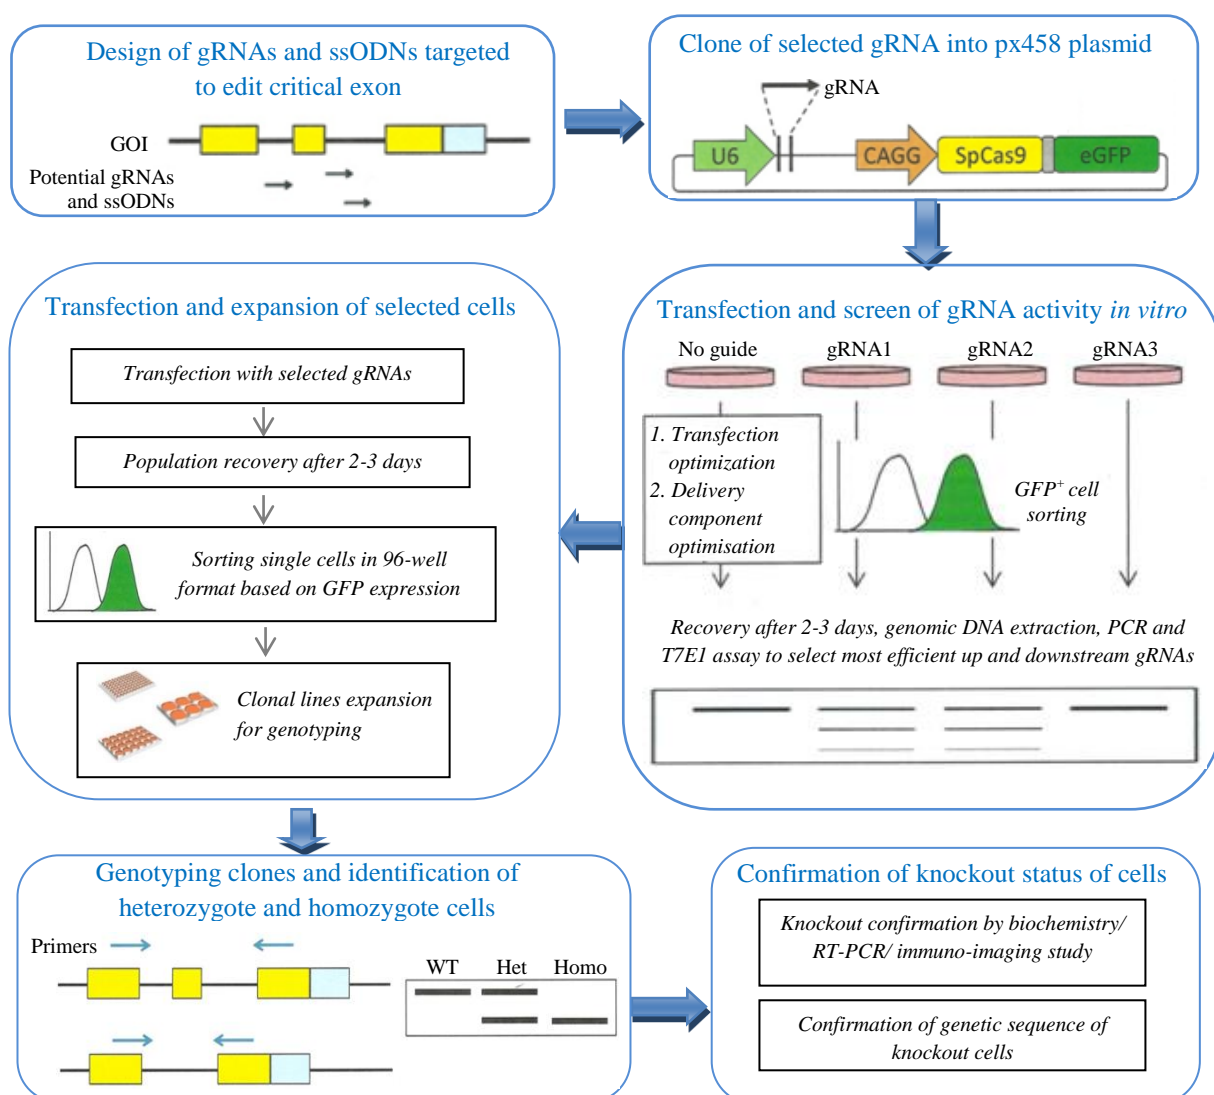 Design of gRNAs and ssODNs targeted
to edit critical exon
GOI
Potential gRNAs
and ssODNs
Clone of selected gRNA into px458 plasmid
gRNA
U6
CAGG
SpCas9
eGFP
Transfection and screen of gRNA activity in vitro
No guide
gRNA1
gRNA2
gRNA3
1. Transfection
optimization
2. Delivery
component
optimisation
GFP+ cell
sorting
Recovery after 2-3 days, genomic DNA extraction, PCR and
T7E1 assay to select most efficient up and downstream gRNAs
Transfection and expansion of selected cells
Transfection with selected gRNAs
Population recovery after 2-3 days
Sorting single cells in 96-well
format based on GFP expression
Clonal lines expansion
for genotyping
Genotyping clones and identification of
heterozygote and homozygote cells
Primers
WT
Het
Homo
Confirmation of knockout status of cells
Knockout confirmation by biochemistry/
RT-PCR/ immuno-imaging study
Confirmation of genetic sequence of
knockout cells